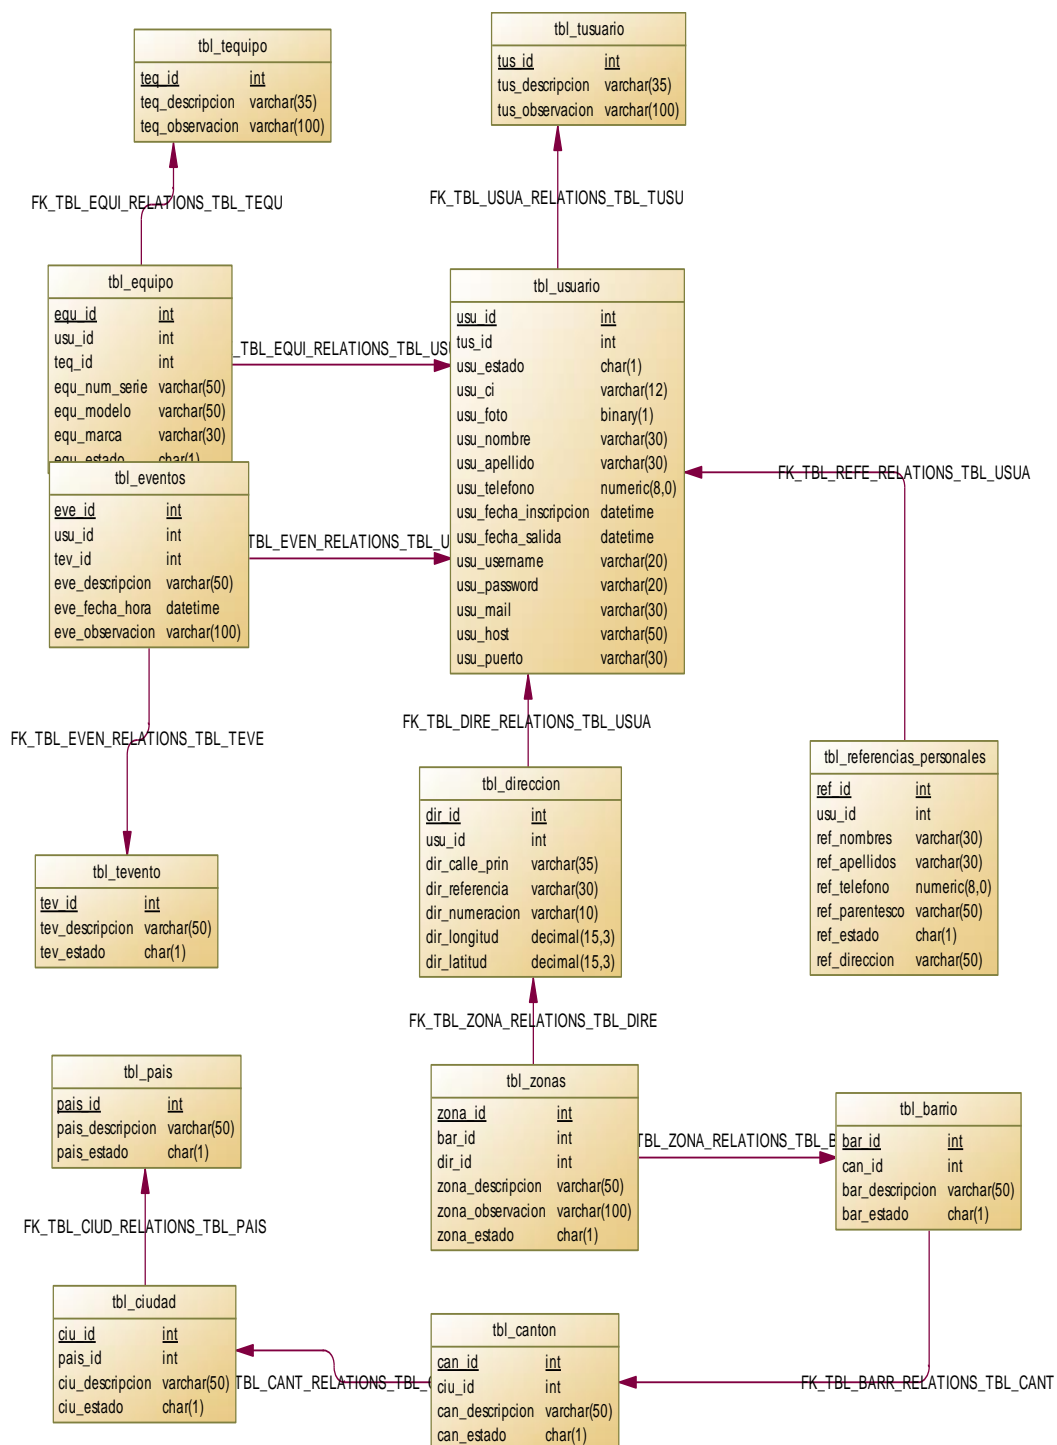 tbl_tequipo
teq_id int
teq_descripcion varchar(35)
teq_observacion varchar(100)
tbl_tusuario
tus_id int
tus_descripcion varchar(35)
tus_observacion varchar(100)
FK_TBL_EQUI_RELATIONS_TBL_TEQU
FK_TBL_USUA_RELATIONS_TBL_TUSU
tbl_equipo
equ_id int
usu_id int
teq_id int
equ_num_serie varchar(50)
equ_modelo varchar(50)
equ_marca varchar(30)
equ_estado char(1)
_TBL_EQUI_RELATIONS_TBL_US
tbl_usuario
usu_id int
tus_id int
usu_estado char(1)
usu_ci varchar(12)
usu_foto binary(1)
usu_nombre varchar(30)
usu_apellido varchar(30)
usu_telefono numeric(8,0)
usu_fecha_inscripcion datetime
usu_fecha_salida datetime
usu_username varchar(20)
usu_password varchar(20)
usu_mail varchar(30)
usu_host varchar(50)
usu_puerto varchar(30)
FK_TBL_REFE_RELATIONS_TBL_USUA
tbl_eventos
eve_id int
usu_id int
tev_id int
eve_descripcion varchar(50)
eve_fecha_hora datetime
eve_observacion varchar(100)
TBL_EVEN_RELATIONS_TBL_U
FK_TBL_EVEN_RELATIONS_TBL_TEVE
FK_TBL_DIRE_RELATIONS_TBL_USUA
tbl_tevento
tev_id int
tev_descripcion varchar(50)
tev_estado char(1)
tbl_direccion
dir_id int
usu_id int
dir_calle_prin varchar(35)
dir_referencia varchar(30)
dir_numeracion varchar(10)
dir_longitud decimal(15,3)
dir_latitud decimal(15,3)
tbl_referencias_personales
ref_id int
usu_id int
ref_nombres varchar(30)
ref_apellidos varchar(30)
ref_telefono numeric(8,0)
ref_parentesco varchar(50)
ref_estado char(1)
ref_direccion varchar(50)
FK_TBL_ZONA_RELATIONS_TBL_DIRE
tbl_pais
pais_id int
pais_descripcion varchar(50)
pais_estado char(1)
tbl_zonas
zona_id int
bar_id int
dir_id int
zona_descripcion varchar(50)
zona_observacion varchar(100)
zona_estado char(1)
TBL_ZONA_RELATIONS_TBL_B
tbl_barrio
bar_id int
can_id int
bar_descripcion varchar(50)
bar_estado char(1)
FK_TBL_CIUD_RELATIONS_TBL_PAIS
tbl_ciudad
ciu_id int
pais_id int
ciu_descripcion varchar(50)
ciu_estado char(1)
TBL_CANT_RELATIONS_TBL_
tbl_canton
can_id int
ciu_id int
can_descripcion varchar(50)
can_estado char(1)
FK_TBL_BARR_RELATIONS_TBL_CANT